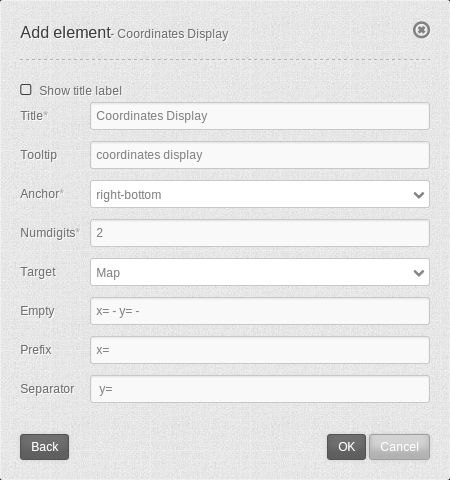 Add element- Coordinates Display
Show title label
Title* Coordinates Display
Tooltip coordinates display
Anchor* right-bottom
Numdigits* 2
Target Map
Empty x= - y= -
Prefix x=
Separator y=
Back OK Cancel